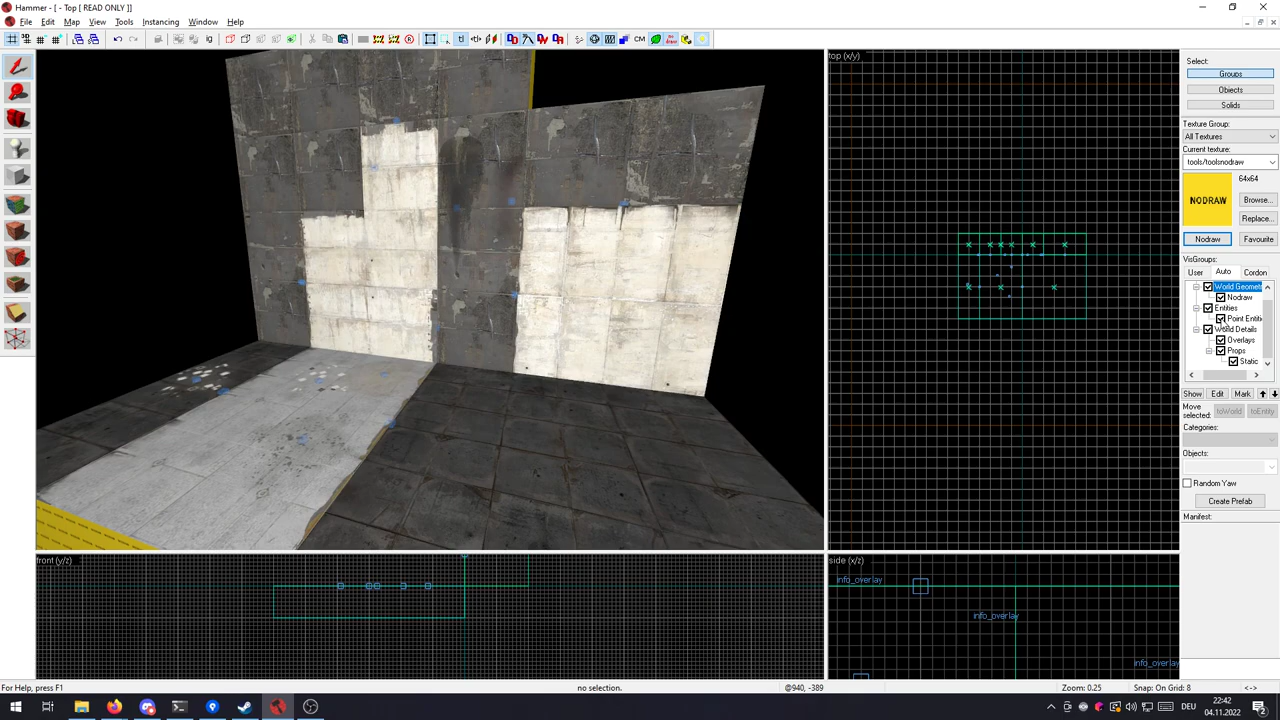 Hammer - [ - Top [ READ ONLY ]]
File Edit Map View Tools Instancing Window Help
CM
top (x/y)
Select:
Groups
Objects
Solids
Texture Group:
All Textures
Current texture:
tools/toolsnodraw
64x64
NODRAW
Browse...
Replace...
Nodraw
Favourite
VisGroups:
User Auto Cordon
World Geomet
Nodraw
Entities
Point Entiti
World Details
Overlays
Props
Static
Show Edit Mark
Move
selected:
toWorld toEntity
Categories:
Objects:
Random Yaw
Create Prefab
Manifest:
front (y/z)
side (x/z)
info_overlay
info_overlay
info_overlay
For Help, press F1
no selection.
@940, -389
Zoom: 0.25
Snap: On Grid: 8
<->
DEU
22:42
04.11.2022
2